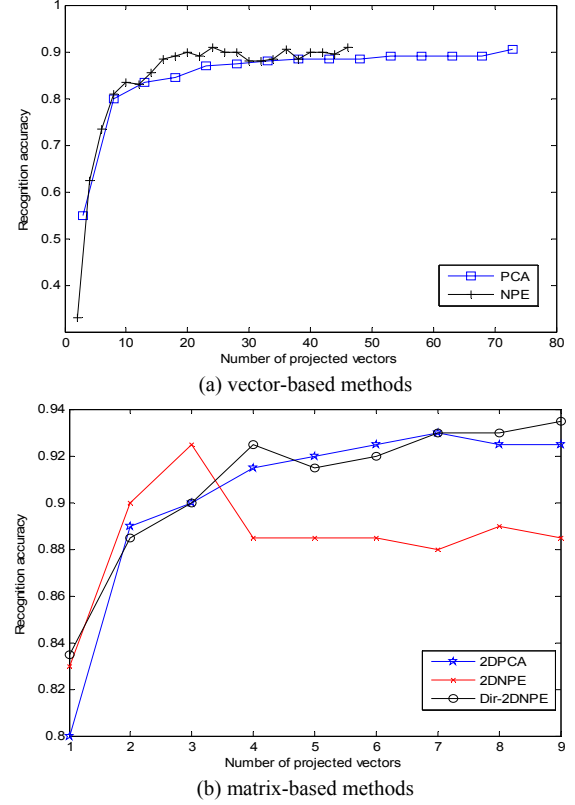 1
0.9
0.8
0.7
0.6
0.5
0.4
Recognition accuracy
PCA
NPE
0 10 20 30 40 50 60 70 80
Number of projected vectors
(a) vector-based methods
0.94
0.92
0.9
0.88
0.86
0.84
0.82
0.8
Recognition accuracy
2DPCA
2DNPE
Dir-2DNPE
1 2 3 4 5 6 7 8 9
Number of projected vectors
(b) matrix-based methods